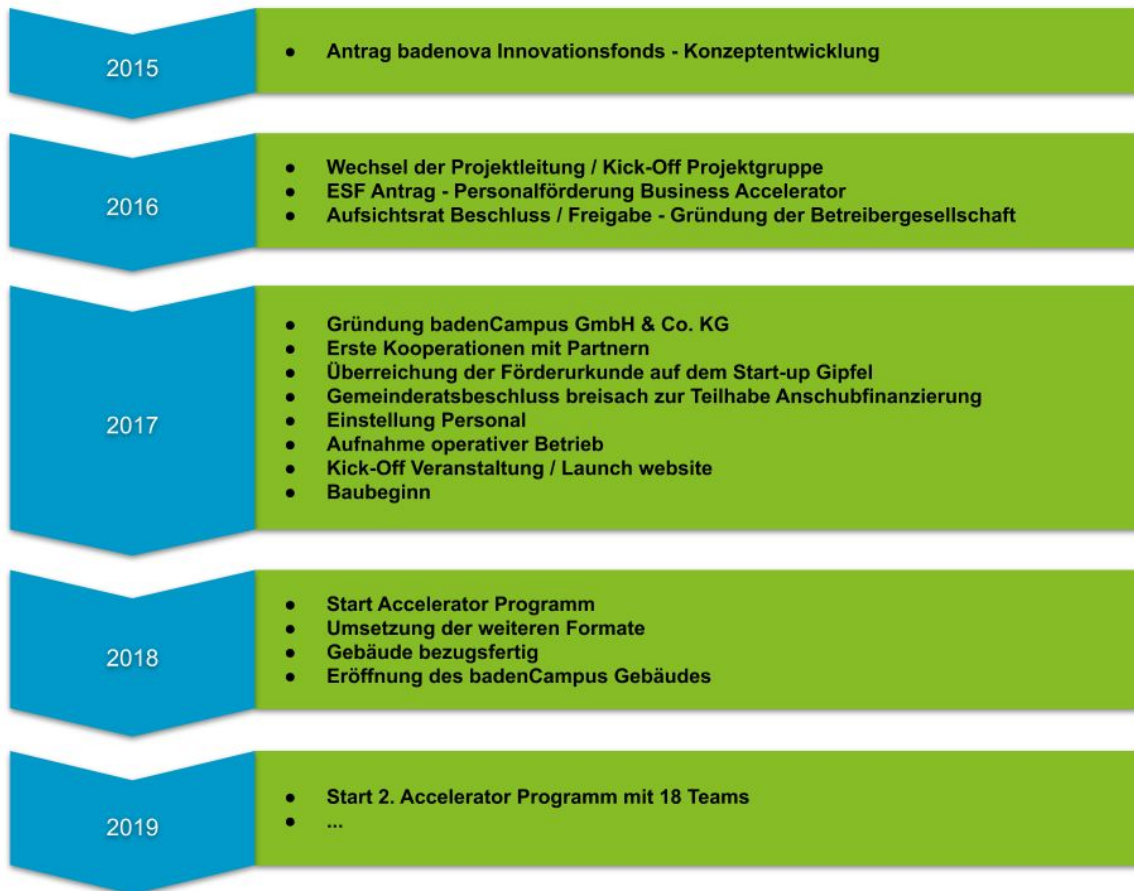 2015
● Antrag badenova Innovationsfonds - Konzeptentwicklung
2016
● Wechsel der Projektleitung / Kick-Off Projektgruppe
● ESF Antrag - Personalförderung Business Accelerator
● Aufsichtsrat Beschluss / Freigabe - Gründung der Betreibergesellschaft
2017
● Gründung badenCampus GmbH & Co. KG
● Erste Kooperationen mit Partnern
● Überreichung der Förderurkunde auf dem Start-up Gipfel
● Gemeinderatsbeschluss breisach zur Teilhabe Anschubfinanzierung
● Einstellung Personal
● Aufnahme operativer Betrieb
● Kick-Off Veranstaltung / Launch website
● Baubeginn
2018
● Start Accelerator Programm
● Umsetzung der weiteren Formate
● Gebäude bezugsfertig
● Eröffnung des badenCampus Gebäudes
2019
● Start 2. Accelerator Programm mit 18 Teams
● ...